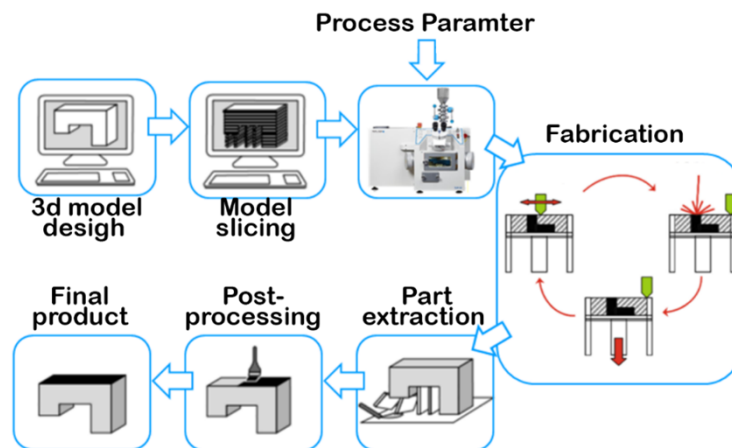 Process Paramter
Fabrication
3d model
desigh
Model
slicing
Final
product
Post-
processing
Part
extraction